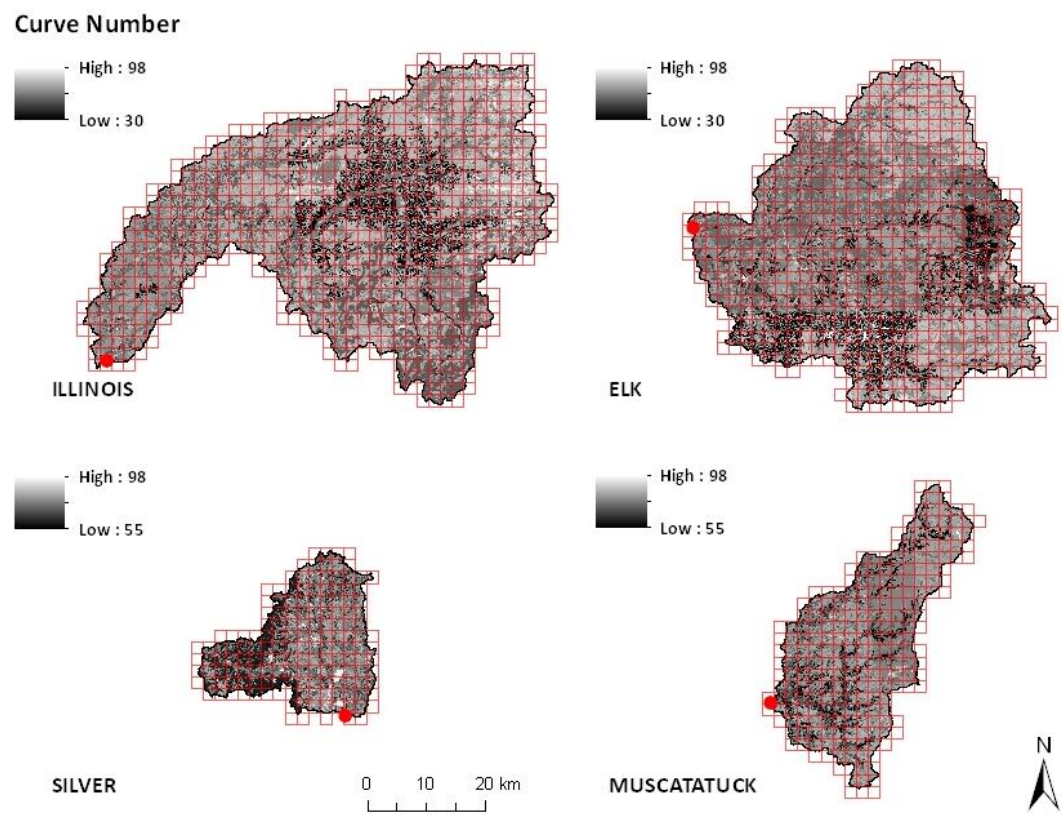 Curve Number
High : 98
Low : 30
ILLINOIS
High : 98
Low : 30
ELK
High : 98
Low : 55
SILVER
0 10 20 km
High : 98
Low : 55
MUSCATATUCK
N